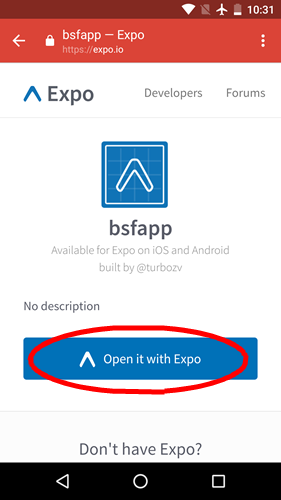 10:31
bsfapp — Expo
https://expo.io
Expo
Developers
Forums
bsfapp
Available for Expo on iOS and Android
built by @turbozv
No description
Open it with Expo
Don't have Expo?